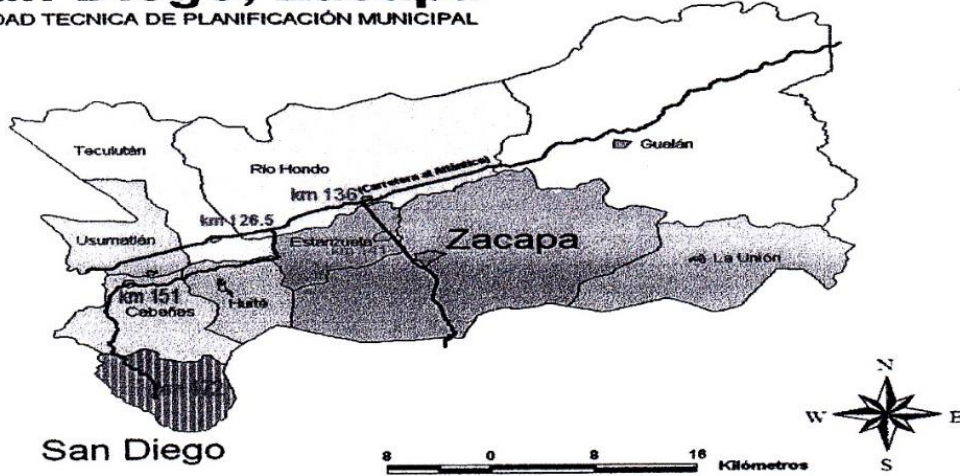 DAD TECNICA DE PLANIFICACIÓN MUNICIPAL
Teculután
Río Hondo
Gualán
(Carretera al Atlántico)
km 136
km 126.5
Usumatlán
Estanzuela
Zacapa
La Unión
km 151
Huité
Cabañas
San Diego
N
W
E
S
8 0 8 16 Kilómetros